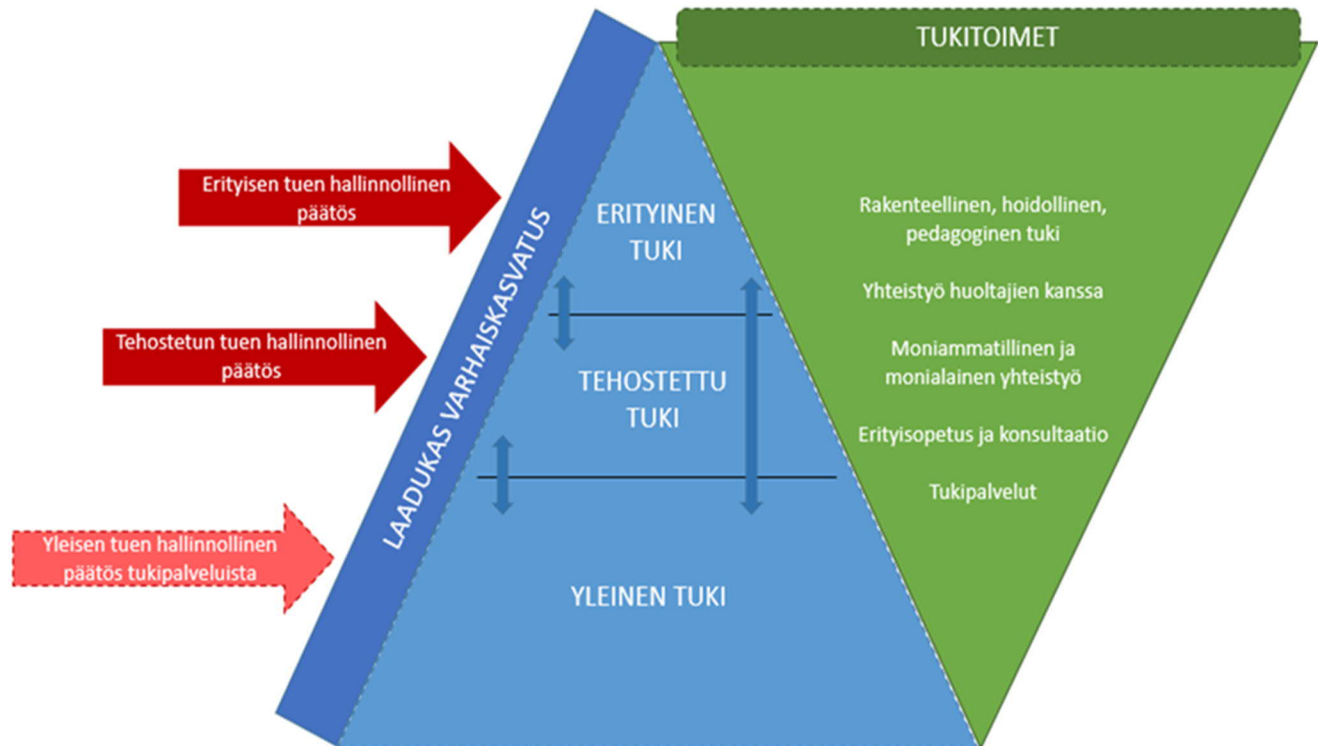 TUKITOIMET
Erityisen tuen hallinnollinen
päätös
Tehostetun tuen hallinnollinen
päätös
Yleisen tuen hallinnollinen
päätös tukipalveluista
LAADUKAS VARHAISKASVATUS
ERITYINEN
TUKI
TEHOSTETTU
TUKI
YLEINEN TUKI
Rakenteellinen, hoidollinen,
pedagoginen tuki
Yhteistyö huoltajien kanssa
Moniammatillinen ja
monialainen yhteistyö
Erityisopetus ja konsultaatio
Tukipalvelut